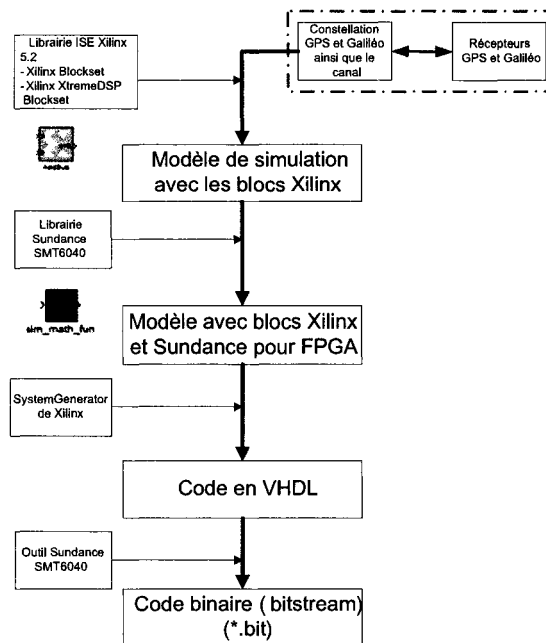 Librairie ISE Xilinx
5.2
- Xilinx Blockset
- Xilinx XtremeDSP
Blockset
Constellation
GPS et Galiléo
ainsi que le
canal
Récepteurs
GPS et Galiléo
Modèle de simulation
avec les blocs Xilinx
Librairie
Sundance
SMT6040
sim_math_fun
Modèle avec blocs Xilinx
et Sundance pour FPGA
SystemGenerator
de Xilinx
Code en VHDL
Outil Sundance
SMT6040
Code binaire ( bitstream)
(*.bit)